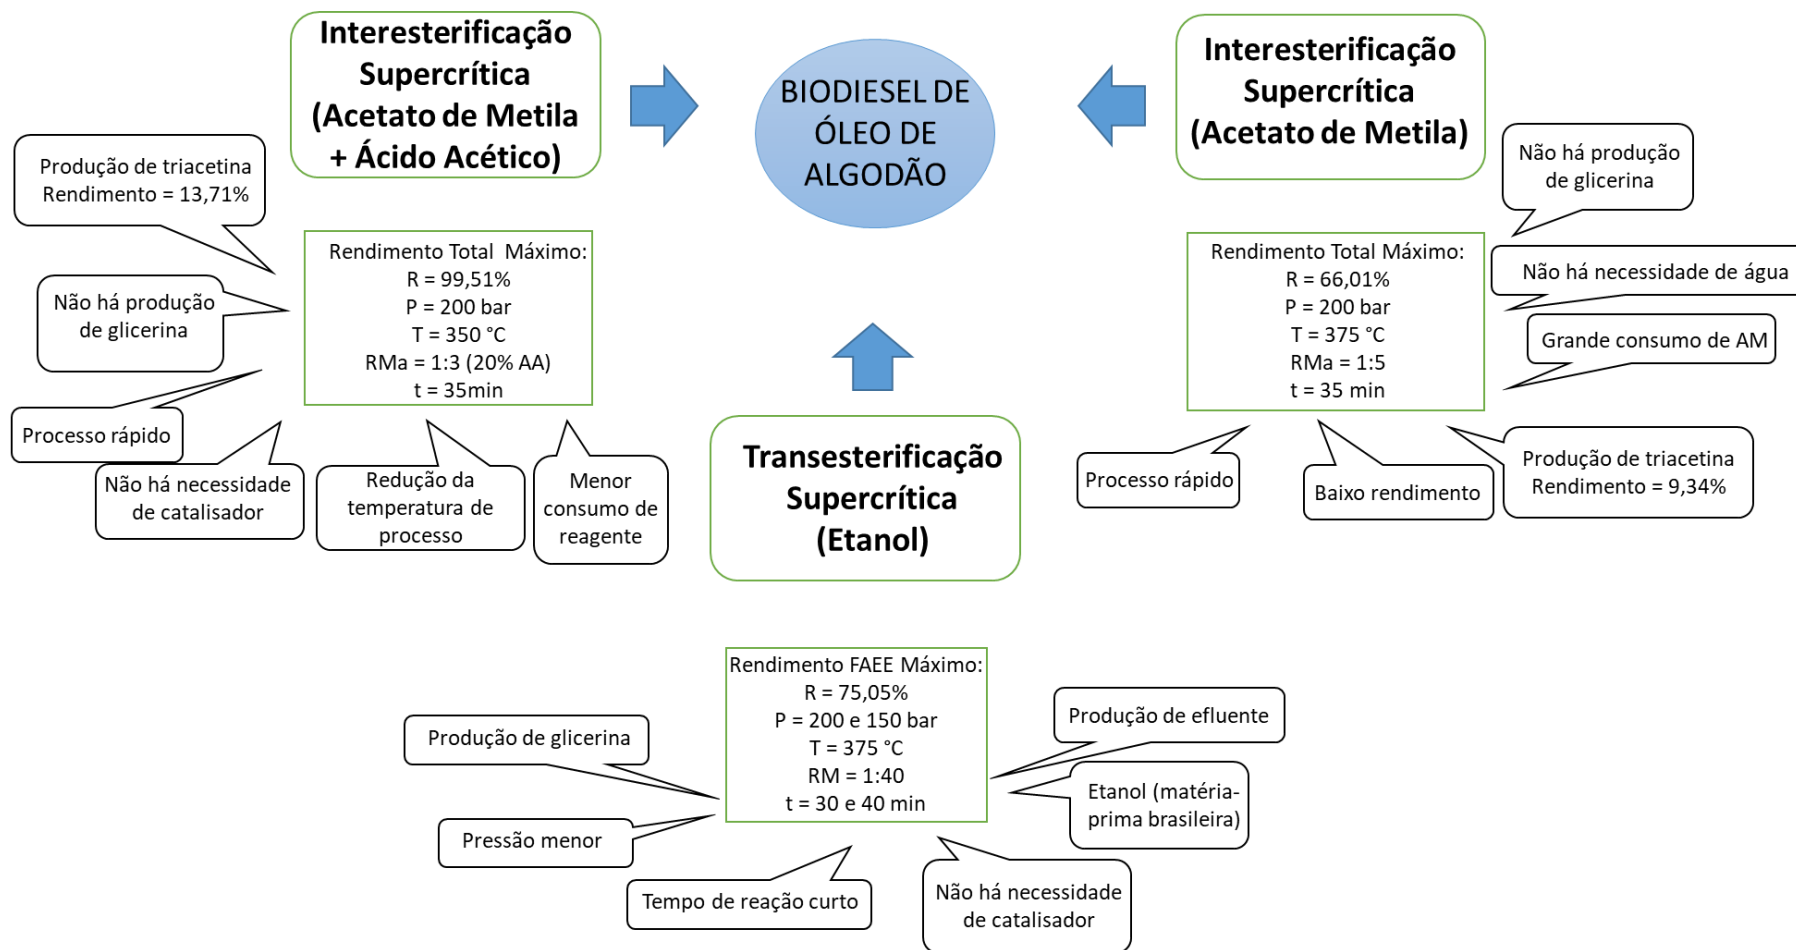 Interesterificação
Supercrítica
(Acetato de Metila
+ Ácido Acético)
BIODIESEL DE
ÓLEO DE
ALGODÃO
Interesterificação
Supercrítica
(Acetato de Metila)
Produção de triacetina
Rendimento = 13,71%
Não há produção
de glicerina
Processo rápido
Não há necessidade
de catalisador
Redução da
temperatura de
processo
Menor
consumo de
reagente
Rendimento Total  Máximo:
R = 99,51%
P = 200 bar
T = 350 °C
RMa = 1:3 (20% AA)
t = 35min
Não há produção
de glicerina
Não há necessidade de água
Grande consumo de AM
Rendimento Total Máximo:
R = 66,01%
P = 200 bar
T = 375 °C
RMa = 1:5
t = 35 min
Processo rápido
Baixo rendimento
Produção de triacetina
Rendimento = 9,34%
Transesterificação
Supercrítica
(Etanol)
Rendimento FAEE Máximo:
R = 75,05%
P = 200 e 150 bar
T = 375 °C
RM = 1:40
t = 30 e 40 min
Produção de glicerina
Pressão menor
Tempo de reação curto
Não há necessidade
de catalisador
Etanol (matéria-
prima brasileira)
Produção de efluente